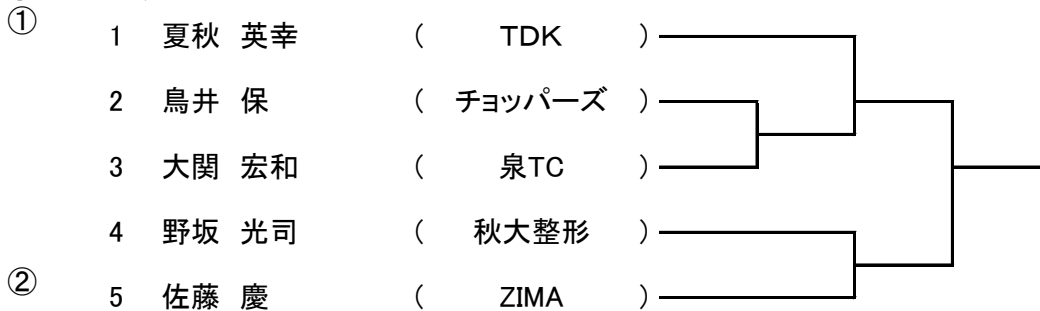 ① 1 夏秋 英幸 ( TDK )
2 鳥井 保 ( チョッパーズ )
3 大関 宏和 ( 泉TC )
4 野坂 光司 ( 秋大整形 )
② 5 佐藤 慶 ( ZIMA )